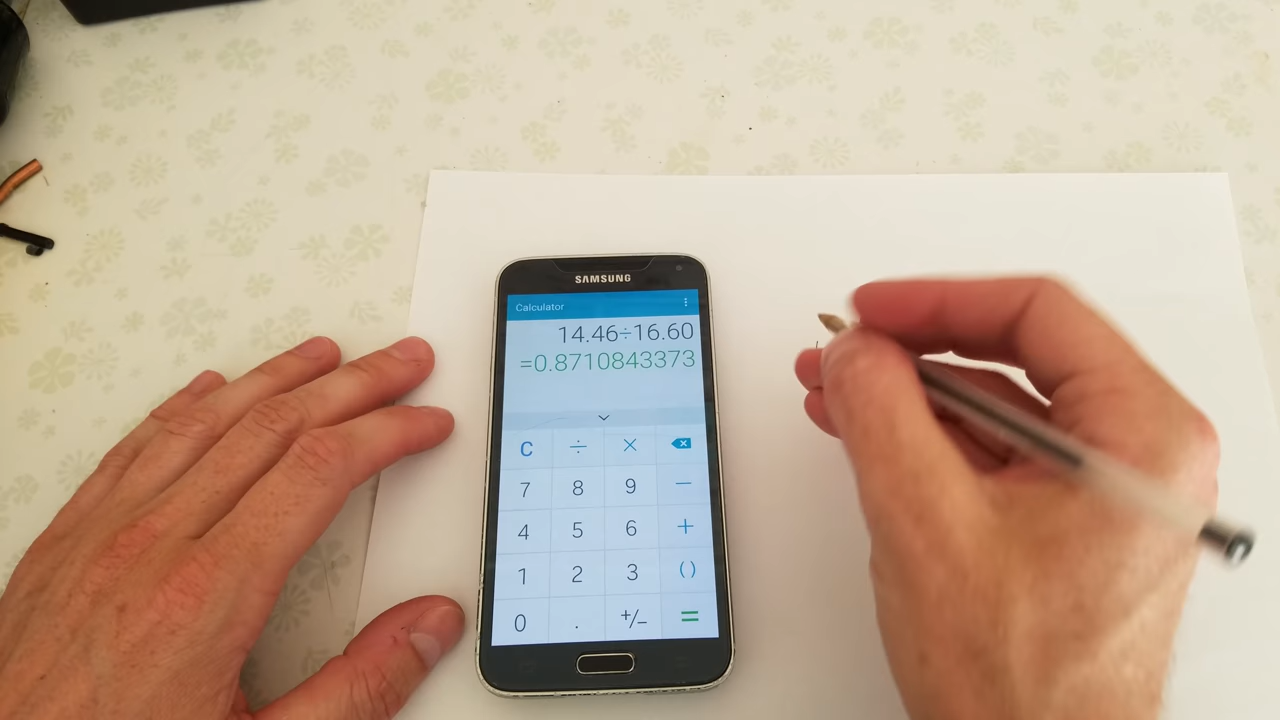 SAMSUNG
Calculator
14.46÷16.60
=0.8710843373
C ÷ ×
7 8 9 −
4 5 6 +
1 2 3 ()
0 . +/− =